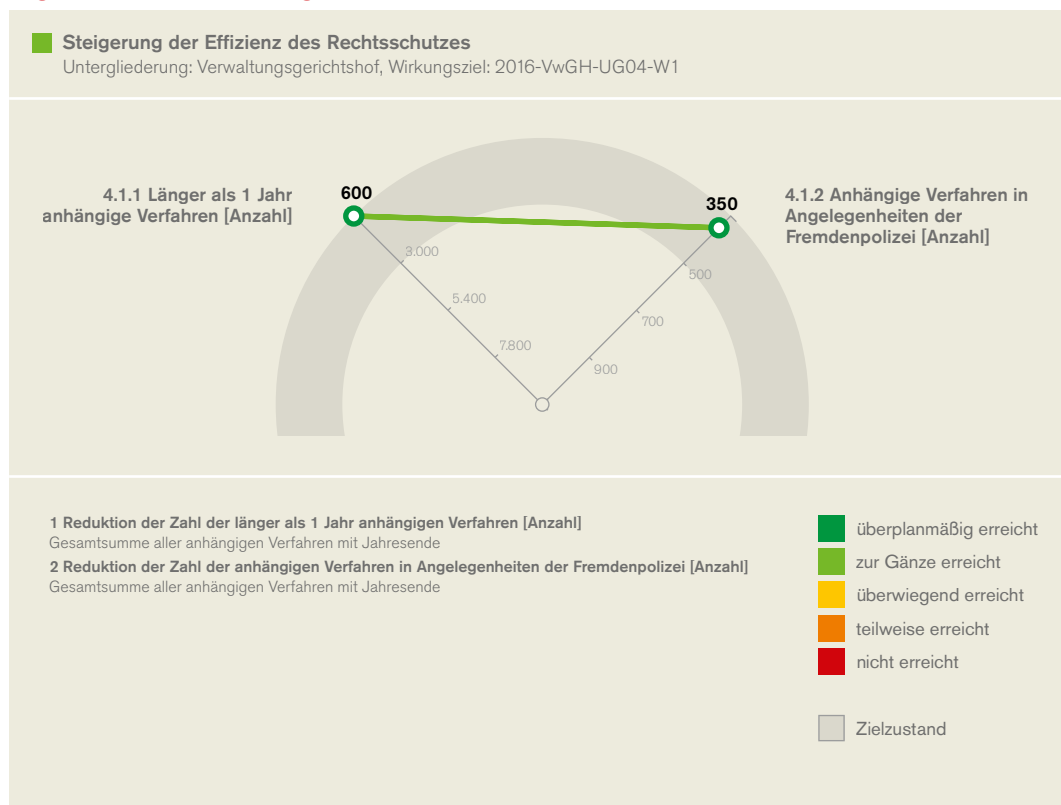 Steigerung der Effizienz des Rechtsschutzes
Untergliederung: Verwaltungsgerichtshof, Wirkungsziel: 2016-VwGH-UG04-W1
4.1.1 Länger als 1 Jahr
anhängige Verfahren [Anzahl]
600
350
4.1.2 Anhängige Verfahren in
Angelegenheiten der
Fremdenpolizei [Anzahl]
3.000
5.400
7.800
500
700
900
1 Reduktion der Zahl der länger als 1 Jahr anhängigen Verfahren [Anzahl]
Gesamtsumme aller anhängigen Verfahren mit Jahresende
2 Reduktion der Zahl der anhängigen Verfahren in Angelegenheiten der Fremdenpolizei [Anzahl]
Gesamtsumme aller anhängigen Verfahren mit Jahresende
überplanmäßig erreicht
zur Gänze erreicht
überwiegend erreicht
teilweise erreicht
nicht erreicht
Zielzustand